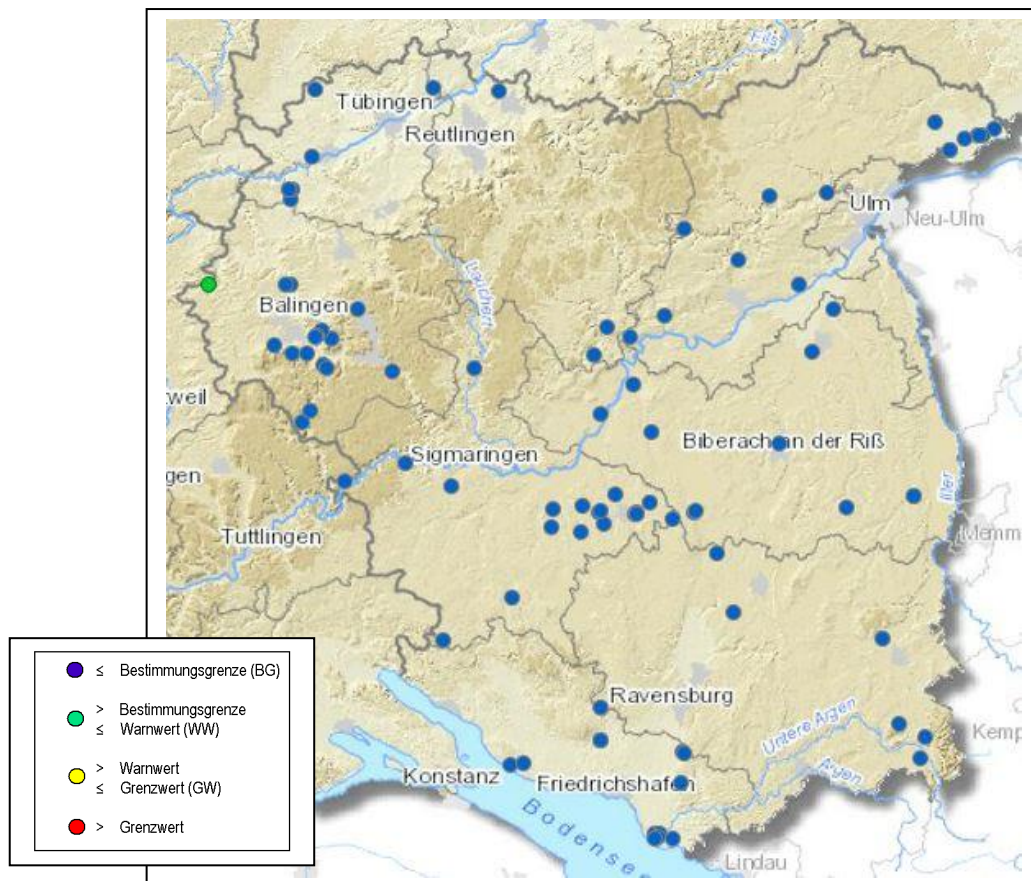 Fils
Tübingen
Reutlingen
Ulm
Neu-Ulm
Lauchert
Balingen
tweil
Sigmaringen
Biberach an der Riß
Iller
gen
Tuttlingen
Memm
Ravensburg
Untere Argen
Kemp
Argen
Konstanz
Friedrichshafen
Bodensee
Lindau
≤ Bestimmungsgrenze (BG)
> Bestimmungsgrenze
≤ Warnwert (WW)
> Warnwert
≤ Grenzwert (GW)
> Grenzwert